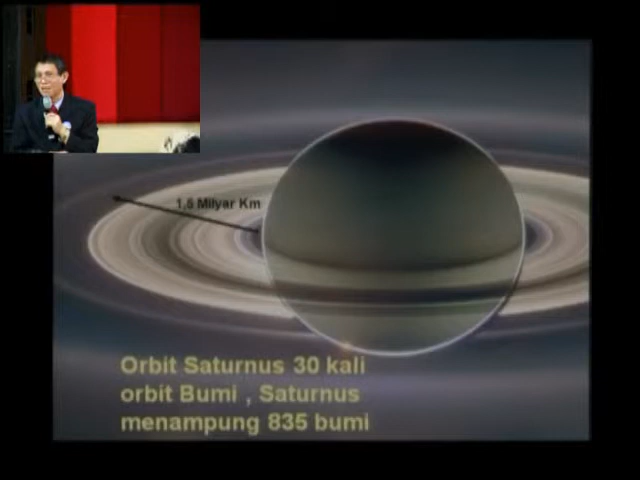 1,5 Milyar Km
Orbit Saturnus 30 kali
orbit Bumi , Saturnus
menampung 835 bumi